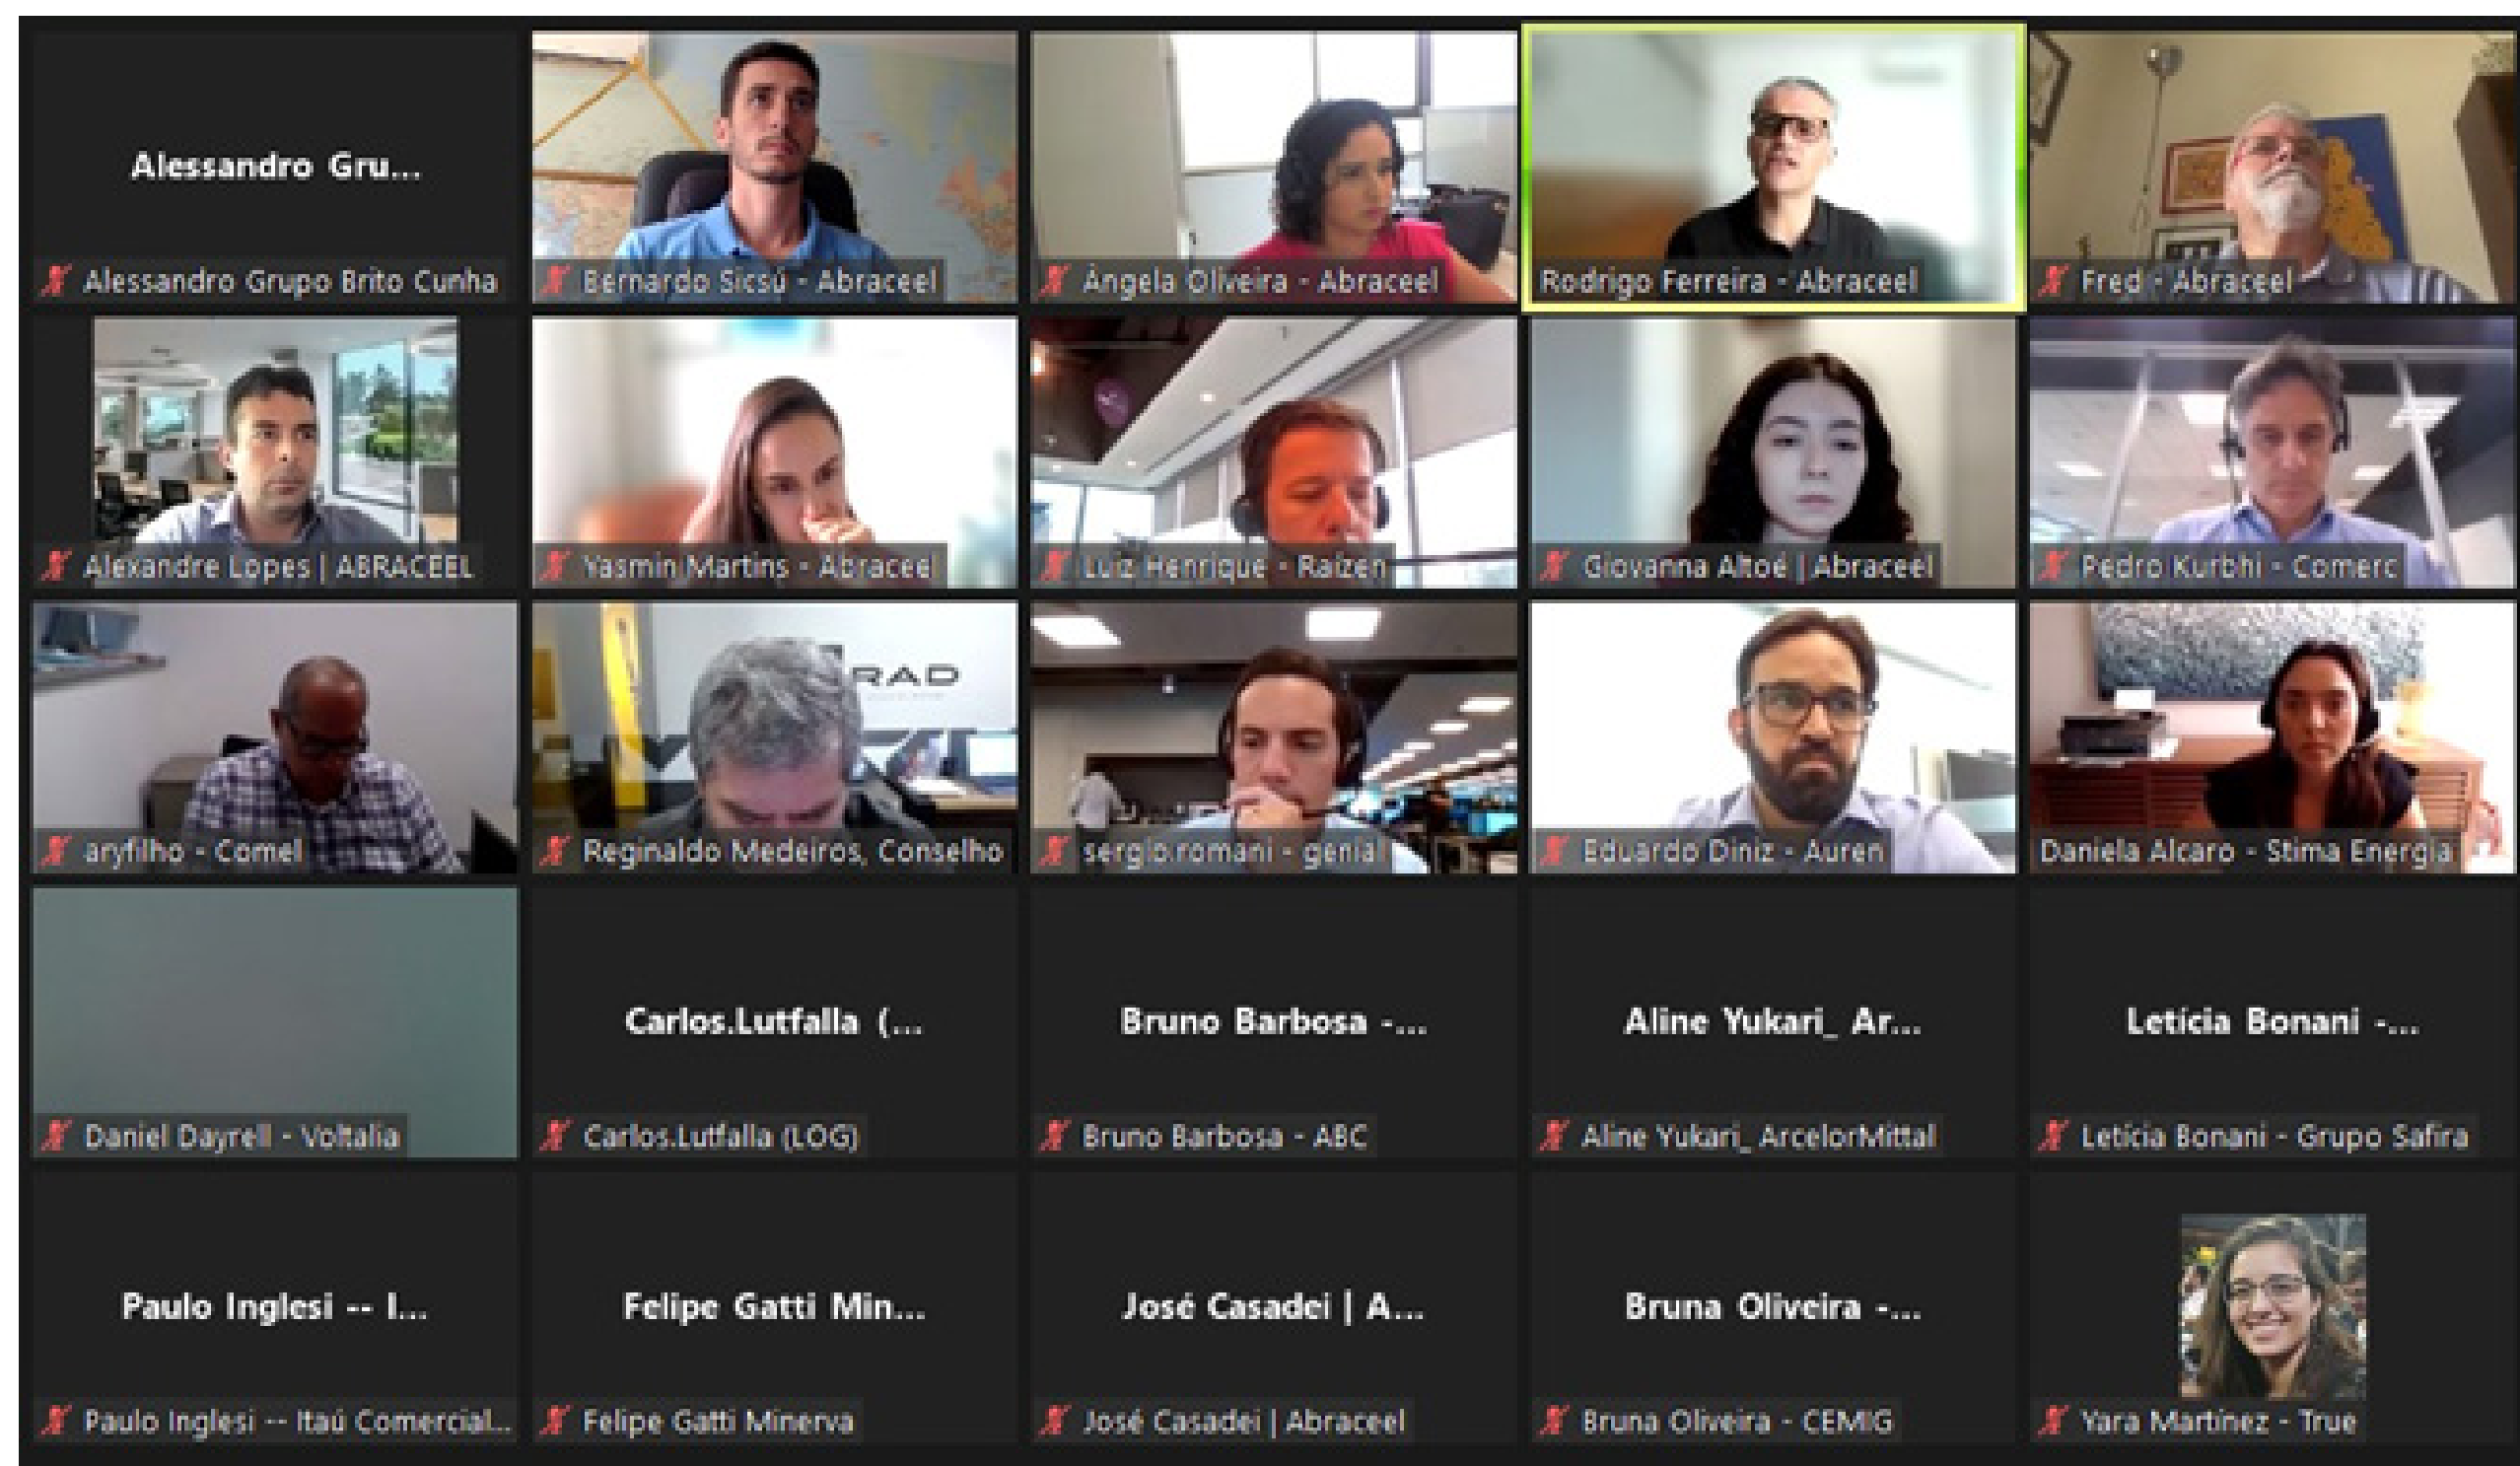 Alessandro Gru...
Alessandro Grupo Brito Cunha
Bernardo Sicsú - Abraceel
Ângela Oliveira - Abraceel
Rodrigo Ferreira - Abraceel
Fred - Abraceel
Alexandre Lopes | ABRACEEL
Yasmin Martins - Abraceel
Luiz Henrique - Raízen
Giovanna Altoé | Abraceel
Pedro Kurbhi - Comerc
aryfilho - Comel
RAD
Reginaldo Medeiros, Conselho
sergio.romani - genial
Eduardo Diniz - Auren
Daniela Alcaro - Stima Energia
Daniel Dayrell - Voltalia
Carlos.Lutfalla (...
Carlos.Lutfalla (LOG)
Bruno Barbosa -...
Bruno Barbosa - ABC
Aline Yukari_ Ar...
Aline Yukari_ ArcelorMittal
Letícia Bonani -...
Letícia Bonani - Grupo Safira
Paulo Inglesi -- I...
Paulo Inglesi -- Itaú Comercial...
Felipe Gatti Min...
Felipe Gatti Minerva
José Casadei | A...
José Casadei | Abraceel
Bruna Oliveira -...
Bruna Oliveira - CEMIG
Yara Martínez - True